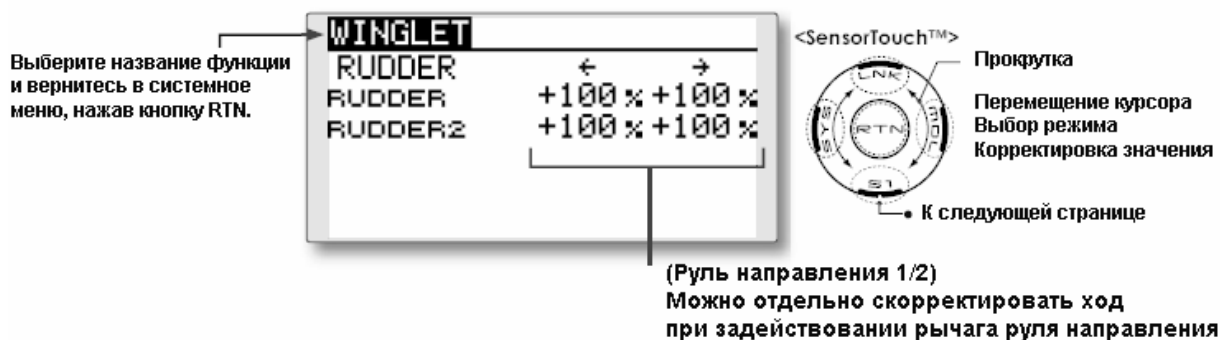 Выберите название функции
и вернитесь в системное
меню, нажав кнопку RTN.
WINGLET
RUDDER ← →
RUDDER +100% +100%
RUDDER2 +100% +100%
<SensorTouch™>
LNK
SYS
RTN
MDL
S1
Прокрутка
Перемещение курсора
Выбор режима
Корректировка значения
• К следующей странице
(Руль направления 1/2)
Можно отдельно скорректировать ход
при задействовании рычага руля направления